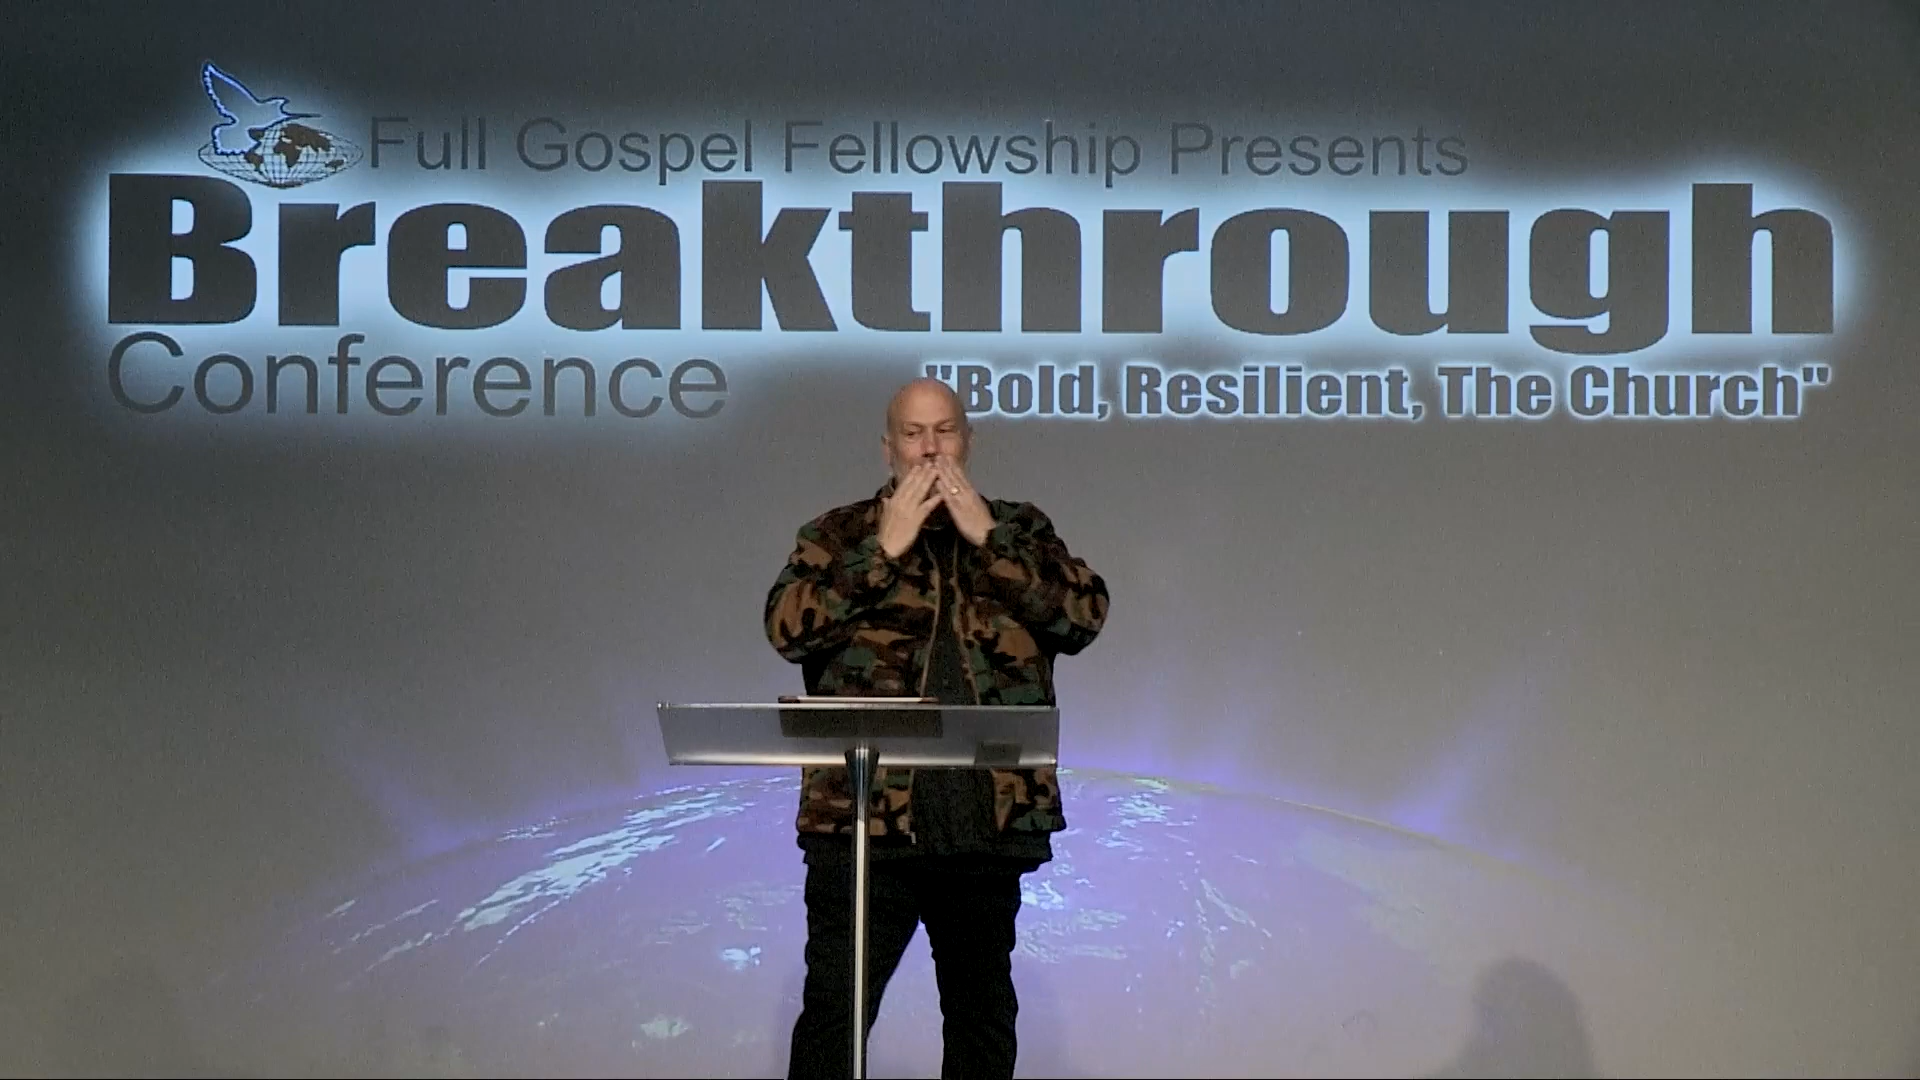 Full Gospel Fellowship Presents
Breakthrough
Conference
"Bold, Resilient, The Church"